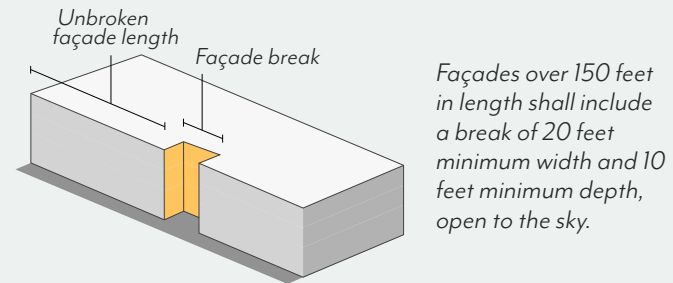 Unbroken
façade length
Façade break
Façades over 150 feet
in length shall include
a break of 20 feet
minimum width and 10
feet minimum depth,
open to the sky.